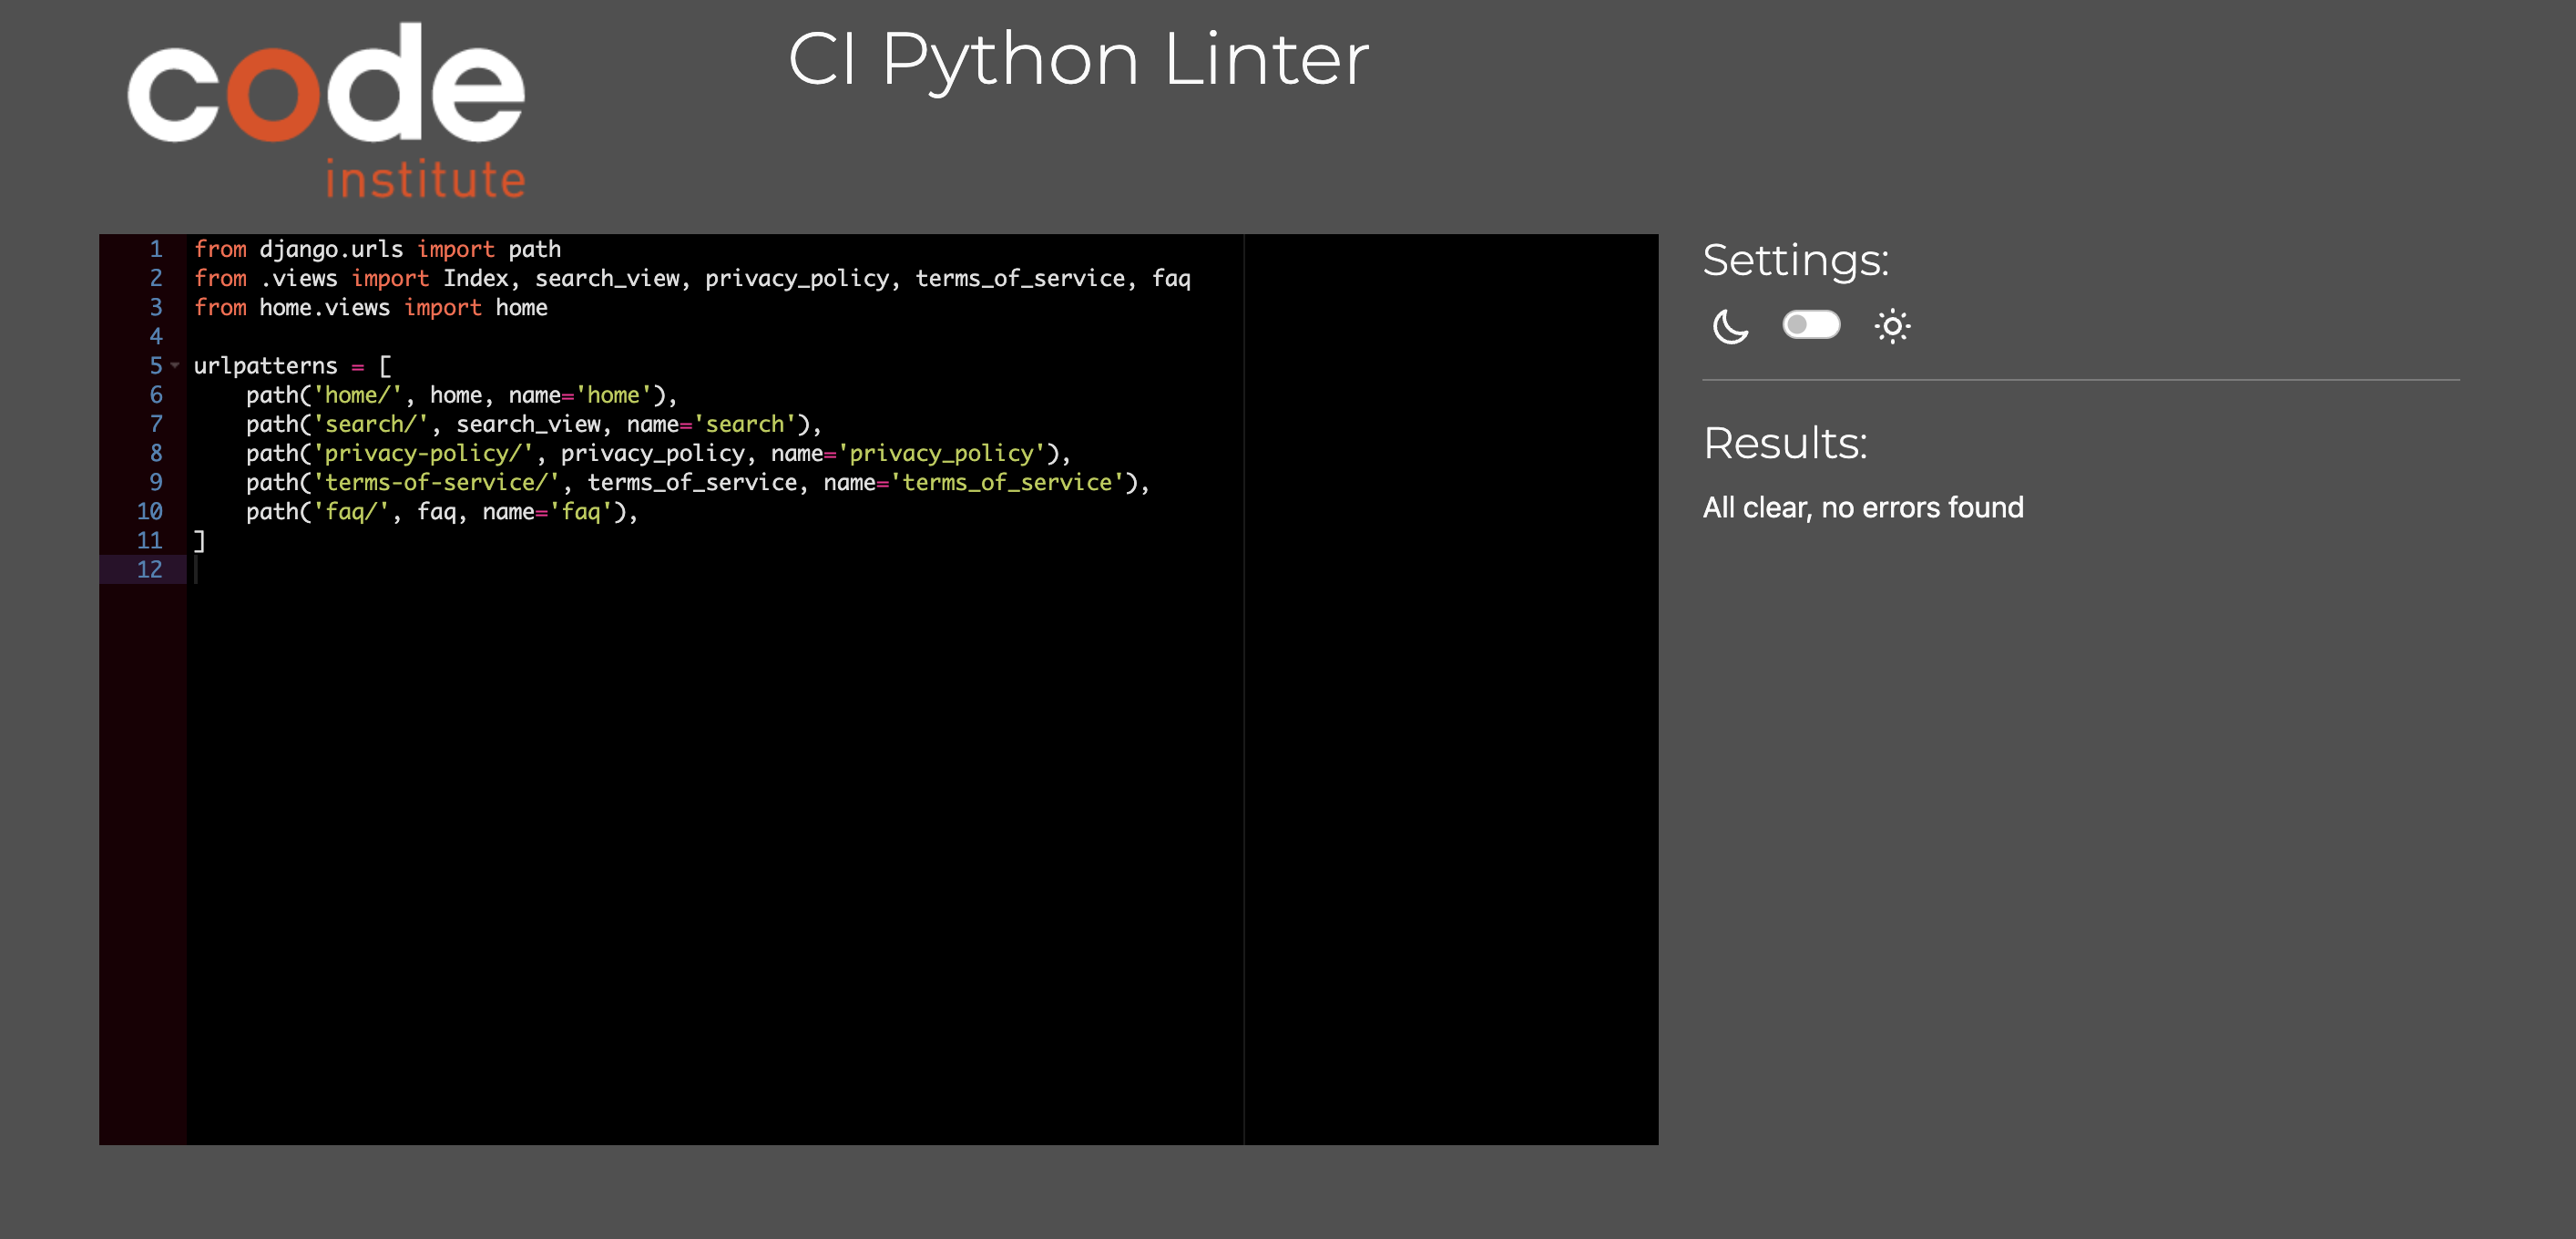 code
institute
CI Python Linter
1 from django.urls import path
2 from .views import Index, search_view, privacy_policy, terms_of_service, faq
3 from home.views import home
4
5 urlpatterns = [
6     path('home/', home, name='home'),
7     path('search/', search_view, name='search'),
8     path('privacy-policy/', privacy_policy, name='privacy_policy'),
9     path('terms-of-service/', terms_of_service, name='terms_of_service'),
10     path('faq/', faq, name='faq'),
11 ]
12
Settings:
Results:
All clear, no errors found